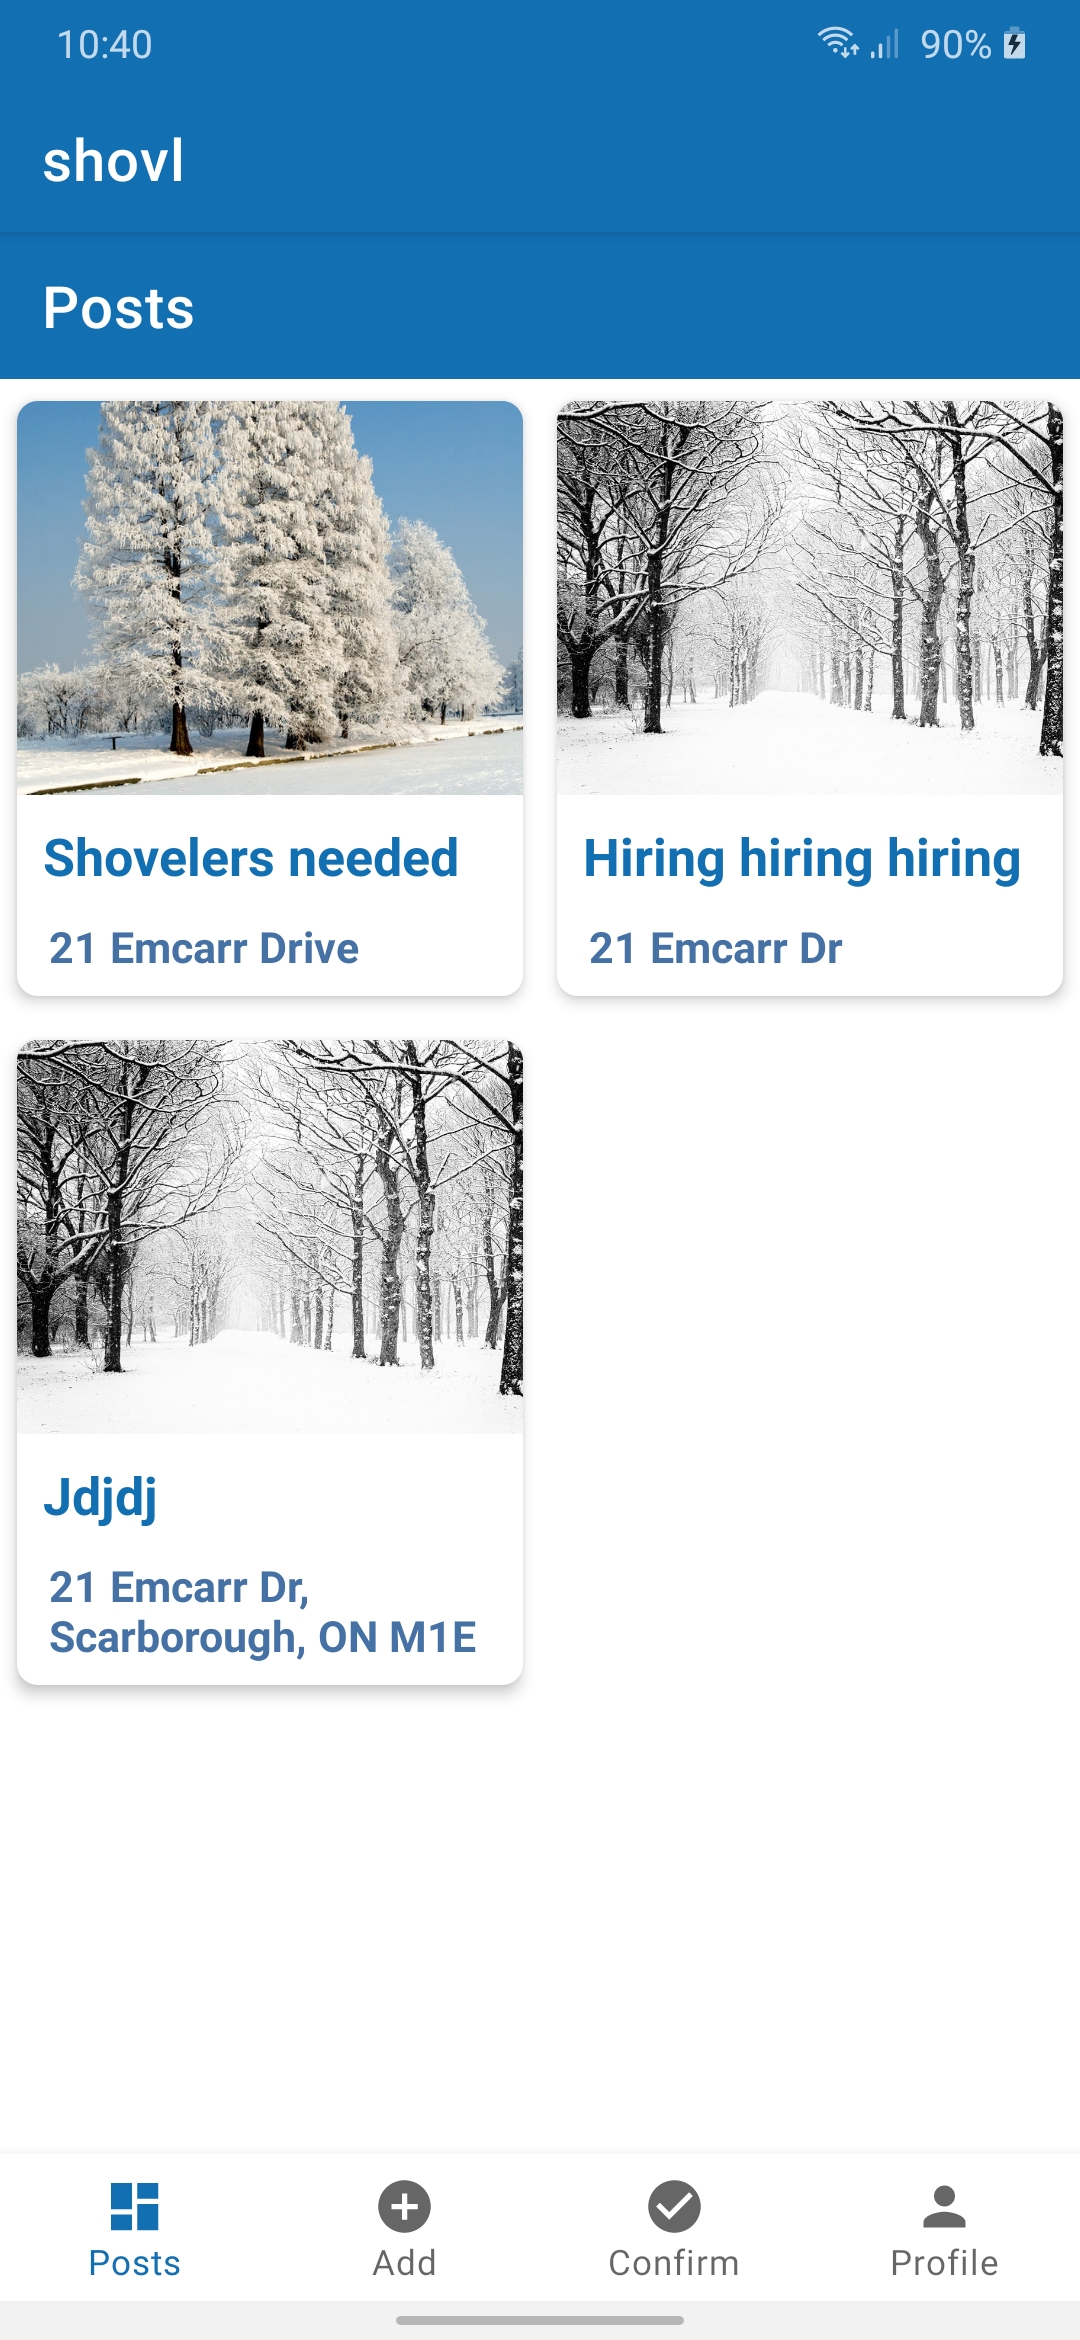 10:40
90%
shovl
Posts
Shovelers needed
21 Emcarr Drive
Hiring hiring hiring
21 Emcarr Dr
Jdjdj
21 Emcarr Dr,
Scarborough, ON M1E
Posts
Add
Confirm
Profile